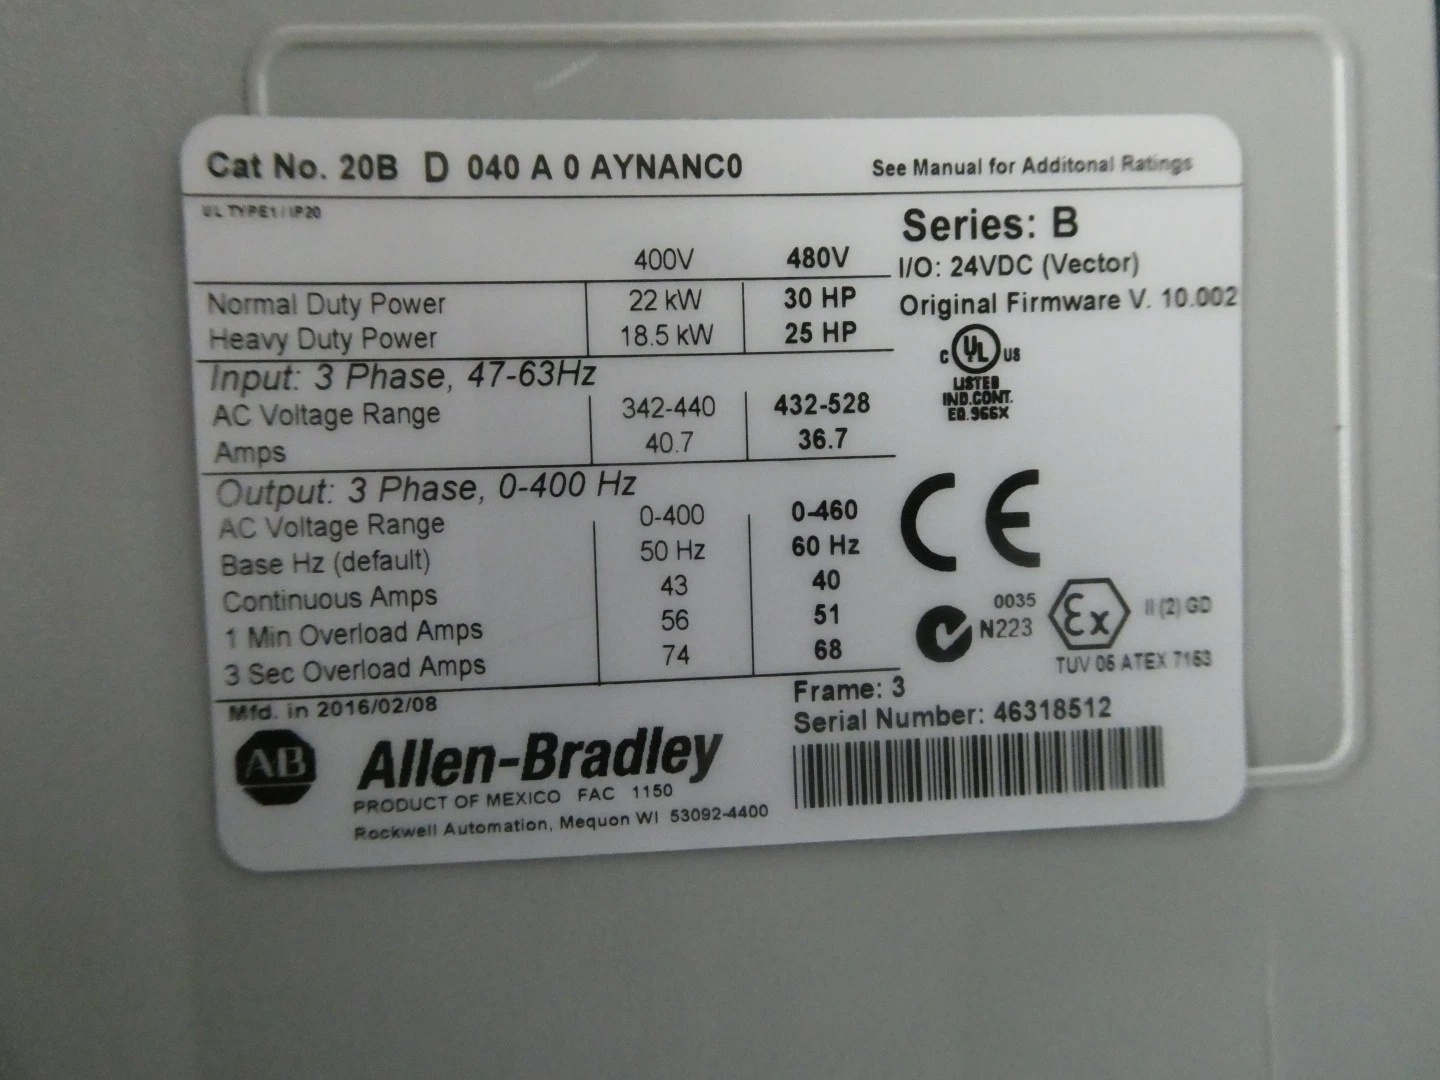 Cat No. 20B D 040 A 0 AYNANC0 See Manual for Additonal Ratings
UL TYPE1 / IP20
Series: B
400V 480V
I/O: 24VDC (Vector)
Normal Duty Power 22 kW 30 HP
Original Firmware V. 10.002
Heavy Duty Power 18.5 kW 25 HP
C UL US
LISTED
IND.CONT.
EQ.966X
Input: 3 Phase, 47-63Hz
AC Voltage Range 342-440 432-528
Amps 40.7 36.7
Output: 3 Phase, 0-400 Hz
AC Voltage Range 0-400 0-460
Base Hz (default) 50 Hz 60 Hz
Continuous Amps 43 40
1 Min Overload Amps 56 51
3 Sec Overload Amps 74 68
CE
N223
0035
Ex II (2) GD
TUV 06 ATEX 7153
Mfd. in 2016/02/08
Frame: 3
Serial Number: 46318512
AB Allen-Bradley
PRODUCT OF MEXICO FAC 1150
Rockwell Automation, Mequon WI 53092-4400